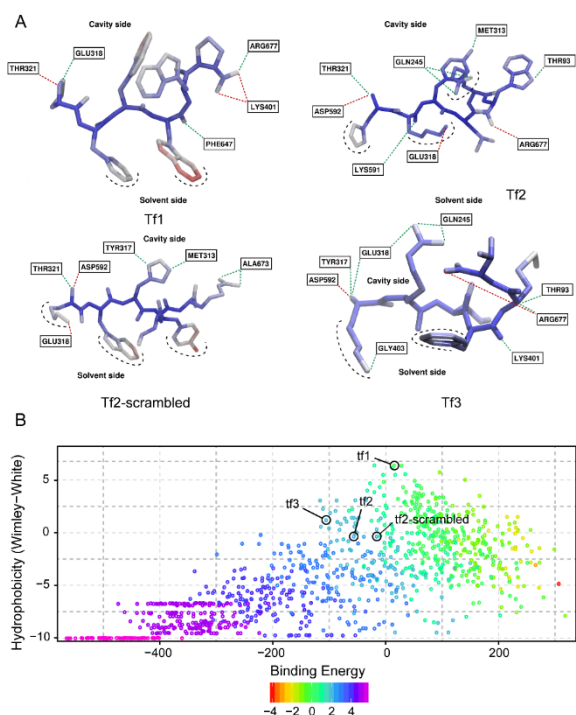 A
Cavity side
GLU318
THR321
ARG677
LYS401
PHE647
Solvent side
Tf1
Cavity side
MET313
GLN245
THR321
THR93
ASP592
ARG677
LYS591
GLU318
Solvent side
Tf2
Cavity side
TYR317
MET313
THR321
ASP592
ALA673
GLU318
Solvent side
Tf2-scrambled
Solvent side
GLN245
GLU318
TYR317
Cavity side
ASP592
THR93
ARG677
GLY403
LYS401
Solvent side
Tf3
B
Hydrophobicity (Wimley−White)
5
0
−5
−10
tf1
tf3
tf2
tf2-scrambled
−400 −200 0 200
Binding Energy
−4 −2 0 2 4